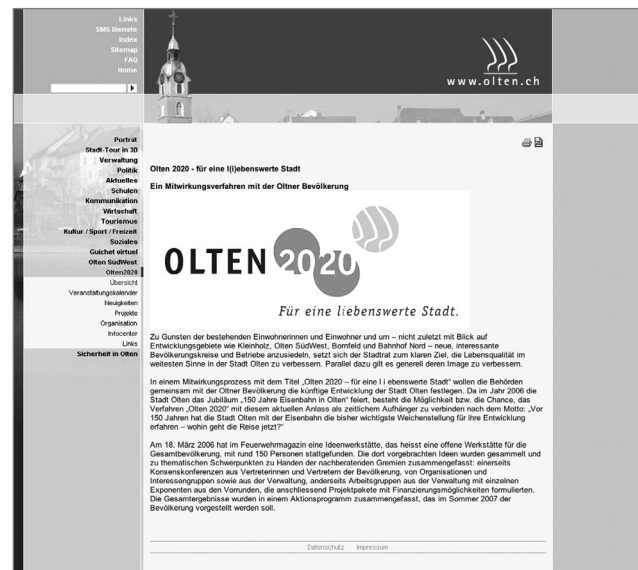 Links
SMS Dienste
Index
Sitemap
FAQ
Home
www.olten.ch
Porträt
Stadt-Tour in 3D
Verwaltung
Politik
Aktuelles
Schulen
Kommunikation
Wirtschaft
Tourismus
Kultur / Sport / Freizeit
Soziales
Guichet virtuel
Olten SüdWest
Olten2020
Übersicht
Veranstaltungskalender
Neuigkeiten
Projekte
Organisation
Infocenter
Links
Sicherheit in Olten
Olten 2020 - für eine l(i)ebenswerte Stadt
Ein Mitwirkungsverfahren mit der Oltner Bevölkerung
OLTEN 2020
Für eine liebenswerte Stadt.
Zu Gunsten der bestehenden Einwohnerinnen und Einwohner und um – nicht zuletzt mit Blick auf
Entwicklungsgebiete wie Kleinholz, Olten SüdWest, Bornfeld und Bahnhof Nord – neue, interessante
Bevölkerungskreise und Betriebe anzusiedeln, setzt sich der Stadtrat zum klaren Ziel, die Lebensqualität im
weitesten Sinne in der Stadt Olten zu verbessern. Parallel dazu gilt es generell deren Image zu verbessern.
In einem Mitwirkungsprozess mit dem Titel „Olten 2020 – für eine l i ebenswerte Stadt“ wollen die Behörden
gemeinsam mit der Oltner Bevölkerung die künftige Entwicklung der Stadt Olten festlegen. Da im Jahr 2006 die
Stadt Olten das Jubiläum „150 Jahre Eisenbahn in Olten“ feiert, besteht die Möglichkeit bzw. die Chance, das
Verfahren „Olten 2020“ mit diesem aktuellen Anlass als zeitlichem Aufhänger zu verbinden nach dem Motto: „Vor
150 Jahren hat die Stadt Olten mit der Eisenbahn die bisher wichtigste Weichenstellung für ihre Entwicklung
erfahren – wohin geht die Reise jetzt?“
Am 18. März 2006 hat im Feuerwehrmagazin eine Ideenwerkstätte, das heisst eine offene Werkstätte für die
Gesamtbevölkerung, mit rund 150 Personen stattgefunden. Die dort vorgebrachten Ideen wurden gesammelt und
zu thematischen Schwerpunkten zu Handen der nachberatenden Gremien zusammengefasst: einerseits
Konsenskonferenzen aus Vertreterinnen und Vertretern der Bevölkerung, von Organisationen und
Interessengruppen sowie aus der Verwaltung, anderseits Arbeitsgruppen aus der Verwaltung mit einzelnen
Exponenten aus den Vorrunden, die anschliessend Projektpakete mit Finanzierungsmöglichkeiten formulierten.
Die Gesamtergebnisse wurden in einem Aktionsprogramm zusammengefasst, das im Sommer 2007 der
Bevölkerung vorgestellt werden soll.
Datenschutz Impressum